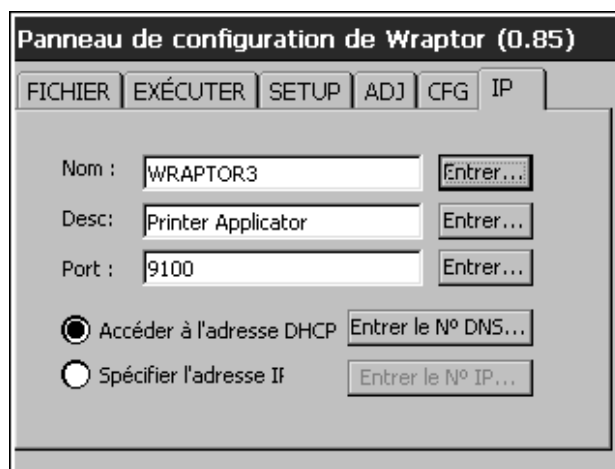 Panneau de configuration de Wraptor (0.85)
FICHIER EXÉCUTER SETUP ADJ CFG IP
Nom : WRAPTOR3 Entrer...
Desc: Printer Applicator Entrer...
Port : 9100 Entrer...
Accéder à l'adresse DHCP Entrer le Nº DNS...
Spécifier l'adresse IP Entrer le Nº IP...